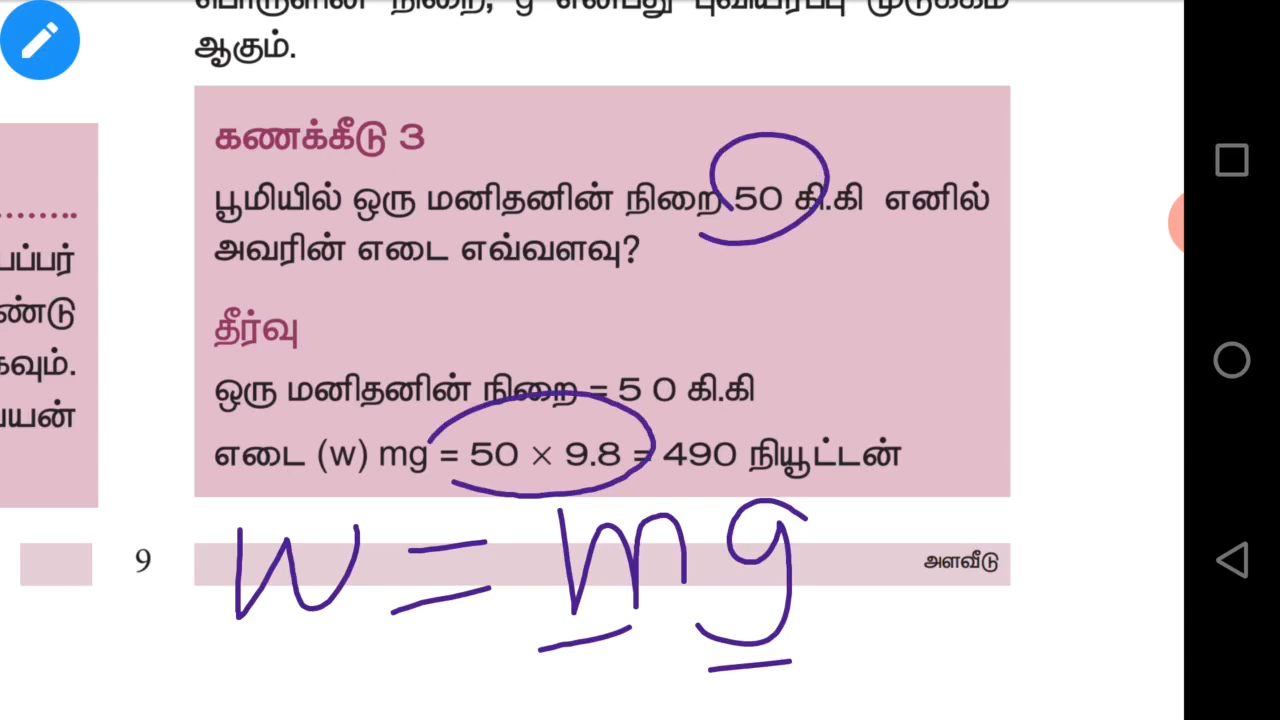 ஆகும்.
கணக்கீடு 3
பூமியில் ஒரு மனிதனின் நிறை 50 கி.கி எனில்
அவரின் எடை எவ்வளவு?
தீர்வு
ஒரு மனிதனின் நிறை = 5 0 கி.கி
எடை (w) mg = 50 × 9.8 = 490 நியூட்டன்
w = mg
9
அளவீடு